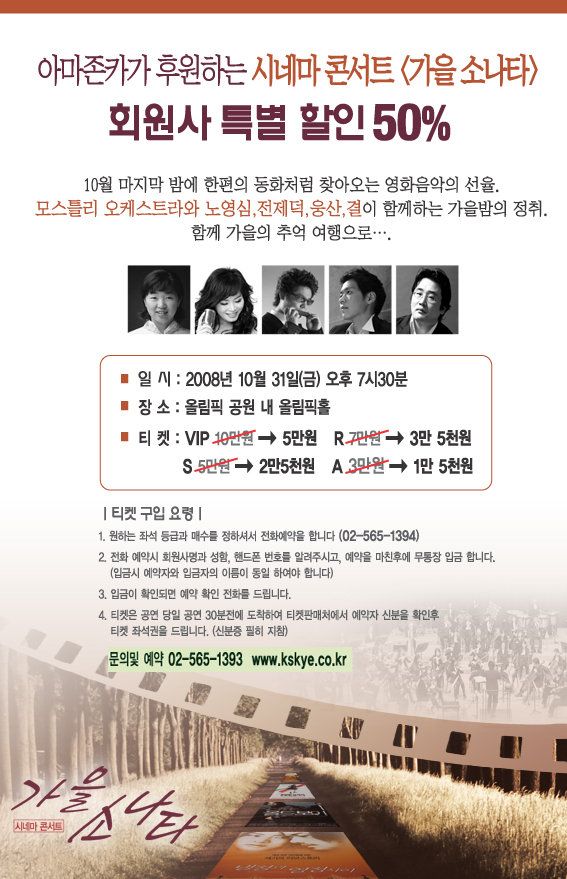 아마존카가 후원하는 시네마 콘서트 <가을 소나타>
회원사 특별 할인 50%
10월 마지막 밤에 한편의 동화처럼 찾아오는 영화음악의 선율.
모스틀리 오케스트라와 노영심,전제덕,웅산,결이 함께하는 가을밤의 정취.
함께 가을의 추억 여행으로….
■ 일 시 : 2008년 10월 31일(금) 오후 7시30분
■ 장 소 : 올림픽 공원 내 올림픽홀
■ 티 켓 : VIP 10만원 → 5만원 R 7만원 → 3만 5천원
S 5만원 → 2만5천원 A 3만원 → 1만 5천원
| 티켓 구입 요령 |
1. 원하는 좌석 등급과 매수를 정하셔서 전화예약을 합니다 (02-565-1394)
2. 전화 예약시 회원사명과 성함, 핸드폰 번호를 알려주시고, 예약을 마친후에 무통장 입금 합니다.
(입금시 예약자와 입금자의 이름이 동일 하여야 합니다)
3. 입금이 확인되면 예약 확인 전화를 드립니다.
4. 티켓은 공연 당일 공연 30분전에 도착하여 티켓판매처에서 예약자 신분을 확인후
티켓 좌석권을 드립니다. (신분증 필히 지참)
문의및 예약 02-565-1393 www.kskye.co.kr
가을
소나타
시네마 콘서트